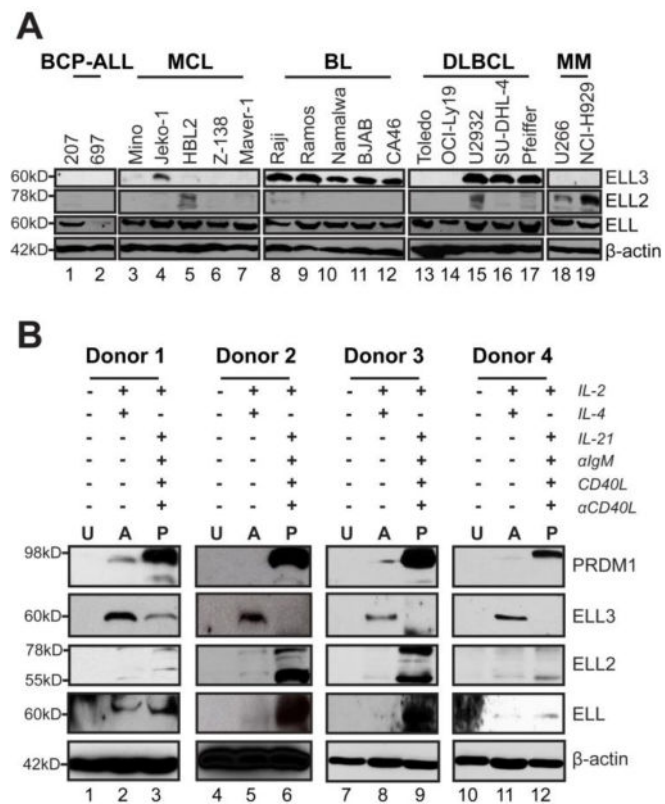 A
BCP-ALL MCL BL DLBCL MM
207 697 Mino Jeko-1 HBL2 Z-138 Maver-1 Raji Ramos Namalwa BJAB CA46 Toledo OCI-Ly19 U2932 SU-DHL-4 Pfeiffer U266 NCI-H929
60kD ELL3
78kD ELL2
60kD ELL
42kD β-actin
1 2 3 4 5 6 7 8 9 10 11 12 13 14 15 16 17 18 19
B
Donor 1 Donor 2 Donor 3 Donor 4
- + + - + + - + + - + + IL-2
- + + - + + - + + - + + IL-4
- - + - - + - - + - - + IL-21
- - + - - + - - + - - + αIgM
- - + - - + - - + - - + CD40L
- - + - - + - - + - - + αCD40L
U A P U A P U A P U A P
98kD PRDM1
60kD ELL3
78kD ELL2
55kD
60kD ELL
42kD β-actin
1 2 3 4 5 6 7 8 9 10 11 12